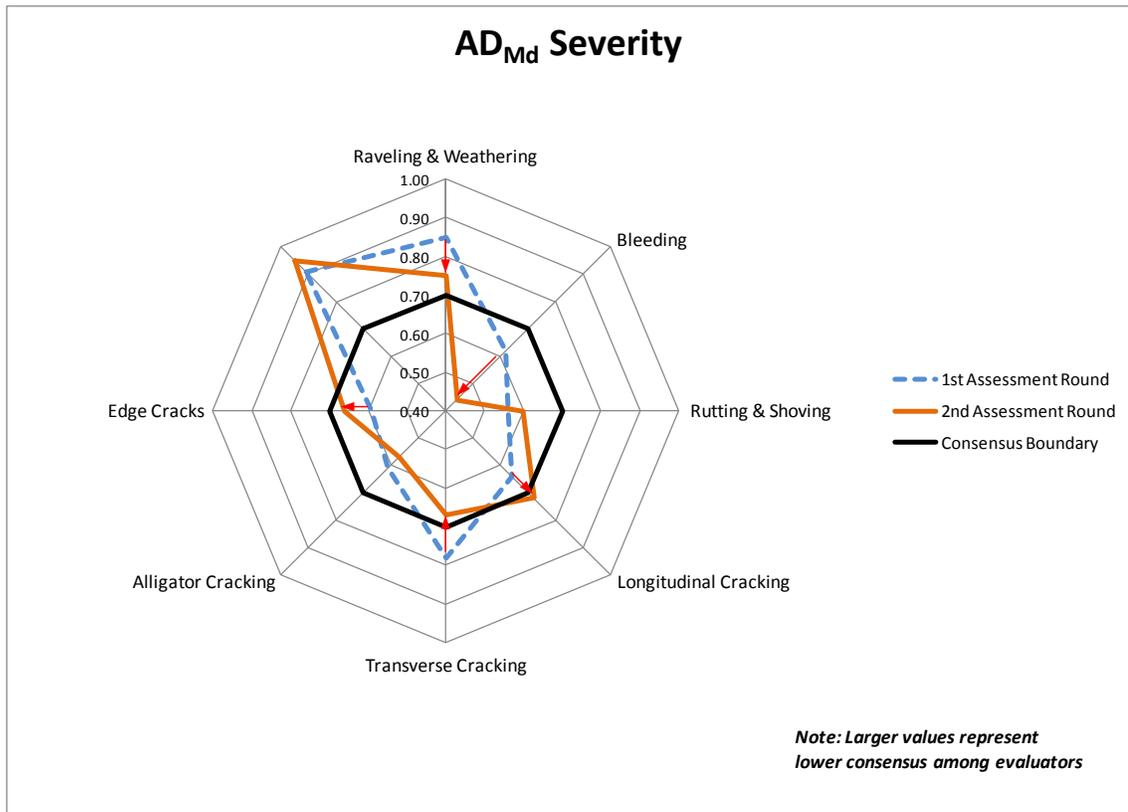 AD_Md Severity
Raveling & Weathering
1.00
0.90
0.80
0.70
0.60
0.50
0.40
Bleeding
Rutting & Shoving
Longitudinal Cracking
Transverse Cracking
Alligator Cracking
Edge Cracks
1st Assessment Round
2nd Assessment Round
Consensus Boundary
Note: Larger values represent
lower consensus among evaluators